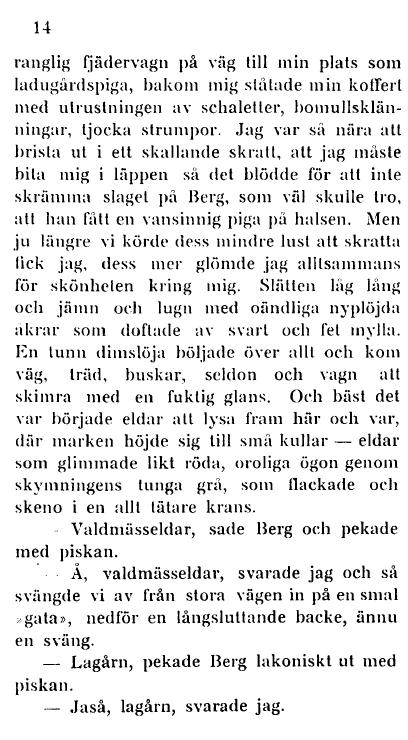 14
ranglig fjädervagn på väg till min plats som
ladugårdspiga, bakom mig ståtade min koffert
med utrustningen av schaletter, bomullsklän-
ningar, tjocka strumpor. Jag var så nära att
brista ut i ett skallande skratt, att jag måste
bita mig i läppen så det blödde för att inte
skrämma slaget på Berg, som väl skulle tro,
att han fått en vansinnig piga på halsen. Men
ju längre vi körde dess mindre lust att skratta
fick jag, dess mer glömde jag alltsammans
för skönheten kring mig. Slätten låg lång
och jämn och lugn med oändliga nyplöjda
åkrar som doftade av svart och fet mylla.
En tunn dimslöja böljade över allt och kom
väg, träd, buskar, seldon och vagn att
skimra med en fuktig glans. Och bäst det
var började eldar att lysa fram här och var,
där marken höjde sig till små kullar — eldar
som glimmade likt röda, oroliga ögon genom
skymningens tunga grå, som flackade och
skeno i en allt tätare krans.
- Valdmässeldar, sade Berg och pekade
med piskan.
- Å, valdmässeldar, svarade jag och så
svängde vi av från stora vägen in på en smal
»gata», nedför en långsluttande backe, ännu
en sväng.
— Lagårn, pekade Berg lakoniskt ut med
piskan.
— Jaså, lagårn, svarade jag.